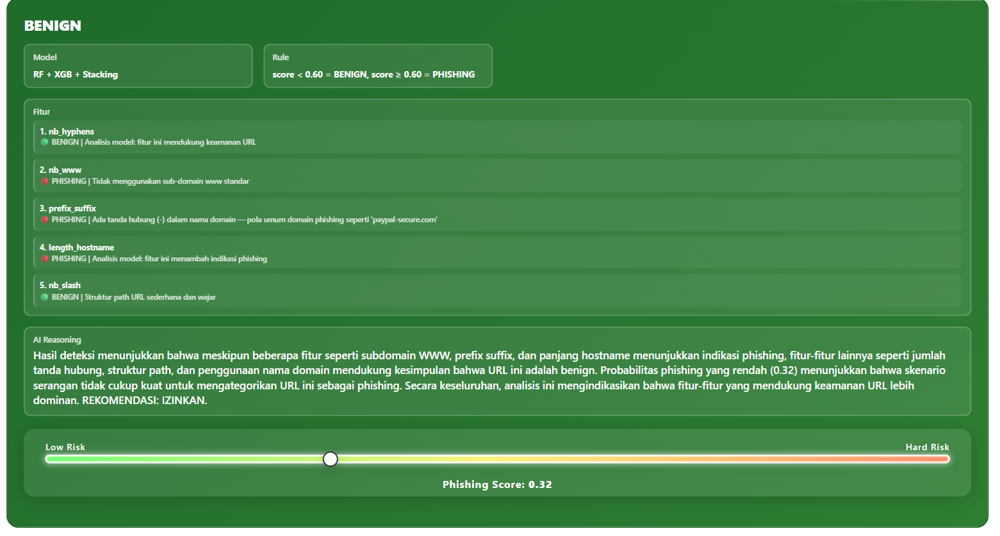 BENIGN
Model
RF + XGB + Stacking
Rule
score < 0.60 = BENIGN, score ≥ 0.60 = PHISHING
Fitur
1. nb_hyphens
BENIGN | Analisis model: fitur ini mendukung keamanan URL
2. nb_www
PHISHING | Tidak menggunakan sub-domain www standar
3. prefix_suffix
PHISHING | Ada tanda hubung (-) dalam nama domain — pola umum domain phishing seperti 'paypal-secure.com'
4. length_hostname
PHISHING | Analisis model: fitur ini menambah indikasi phishing
5. nb_slash
BENIGN | Struktur path URL sederhana dan wajar
AI Reasoning
Hasil deteksi menunjukkan bahwa meskipun beberapa fitur seperti subdomain WWW, prefix suffix, dan panjang hostname menunjukkan indikasi phishing, fitur-fitur lainnya seperti jumlah
tanda hubung, struktur path, dan penggunaan nama domain mendukung kesimpulan bahwa URL ini adalah benign. Probabilitas phishing yang rendah (0.32) menunjukkan bahwa skenario
serangan tidak cukup kuat untuk mengategorikan URL ini sebagai phishing. Secara keseluruhan, analisis ini mengindikasikan bahwa fitur-fitur yang mendukung keamanan URL lebih
dominan. REKOMENDASI: IZINKAN.
Low Risk
Hard Risk
Phishing Score: 0.32